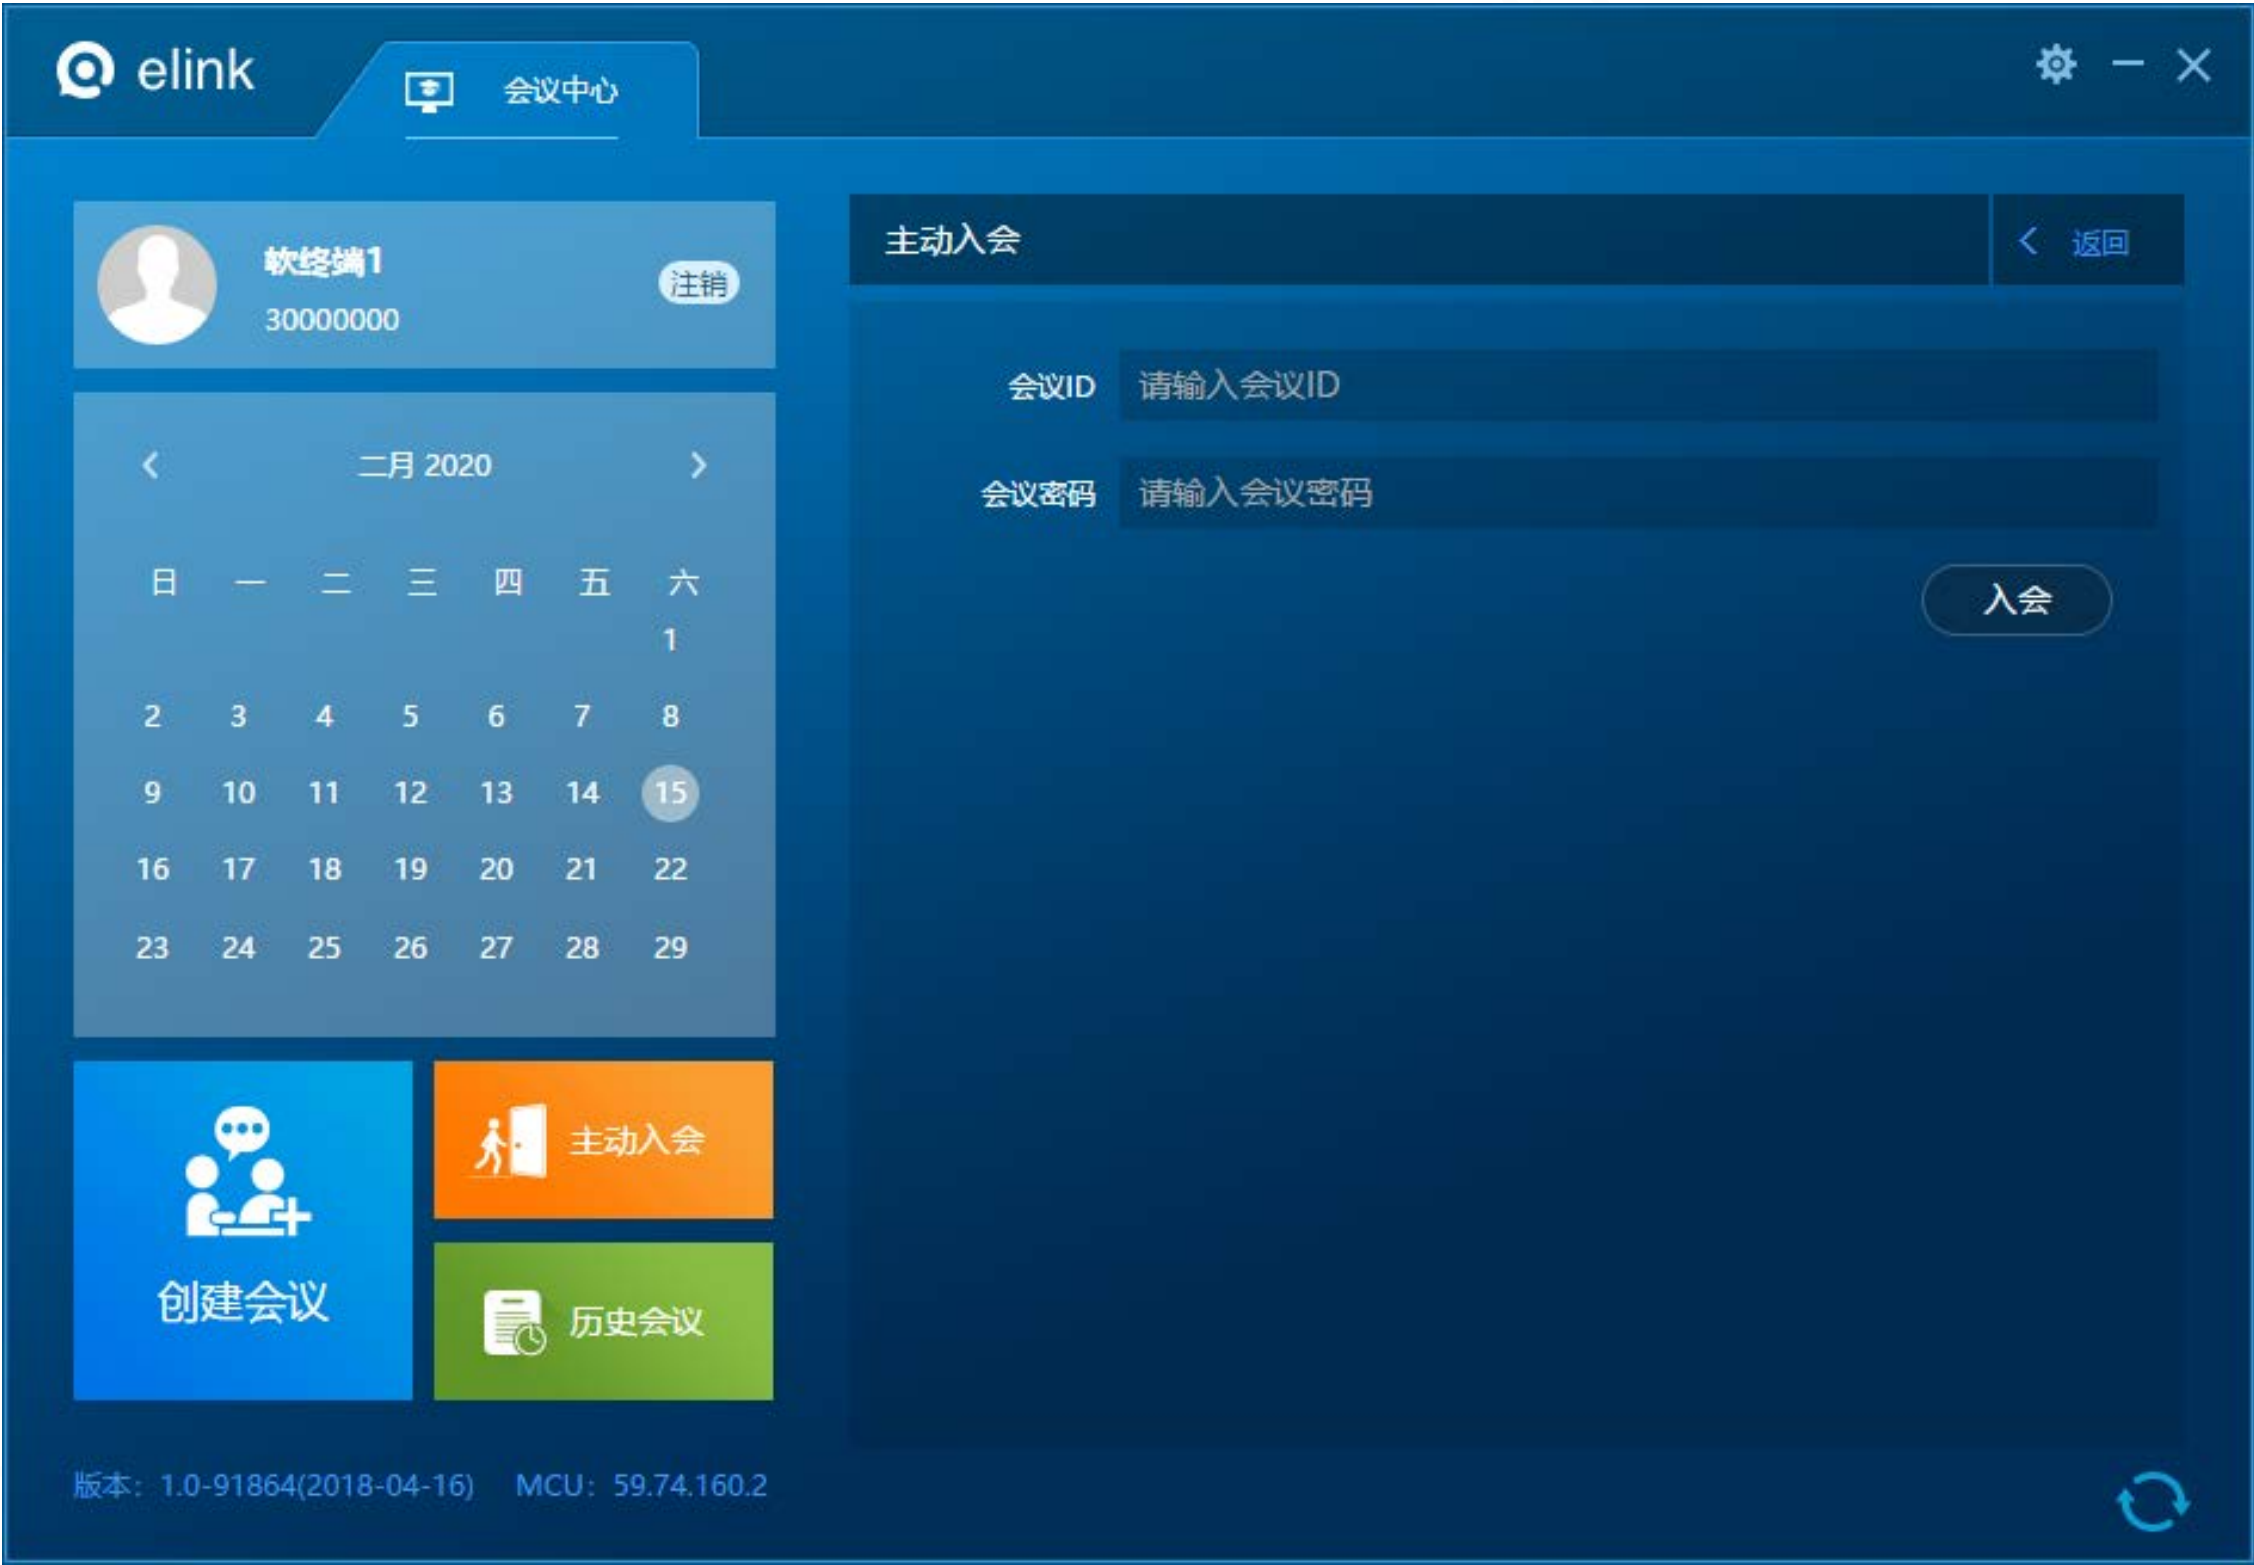 elink
会议中心
软终端1
30000000
注销
二月 2020
日 一 二 三 四 五 六
1
2 3 4 5 6 7 8
9 10 11 12 13 14 15
16 17 18 19 20 21 22
23 24 25 26 27 28 29
创建会议
主动入会
历史会议
版本：1.0-91864(2018-04-16) MCU：59.74.160.2
主动入会
返回
会议ID 请输入会议ID
会议密码 请输入会议密码
入会